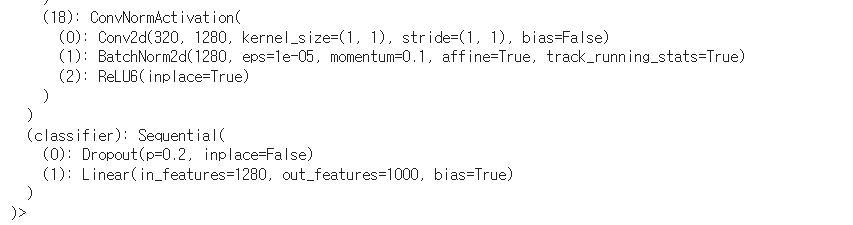 )
(18): ConvNormActivation(
(0): Conv2d(320, 1280, kernel_size=(1, 1), stride=(1, 1), bias=False)
(1): BatchNorm2d(1280, eps=1e-05, momentum=0.1, affine=True, track_running_stats=True)
(2): ReLU6(inplace=True)
)
)
(classifier): Sequential(
(0): Dropout(p=0.2, inplace=False)
(1): Linear(in_features=1280, out_features=1000, bias=True)
)
)>